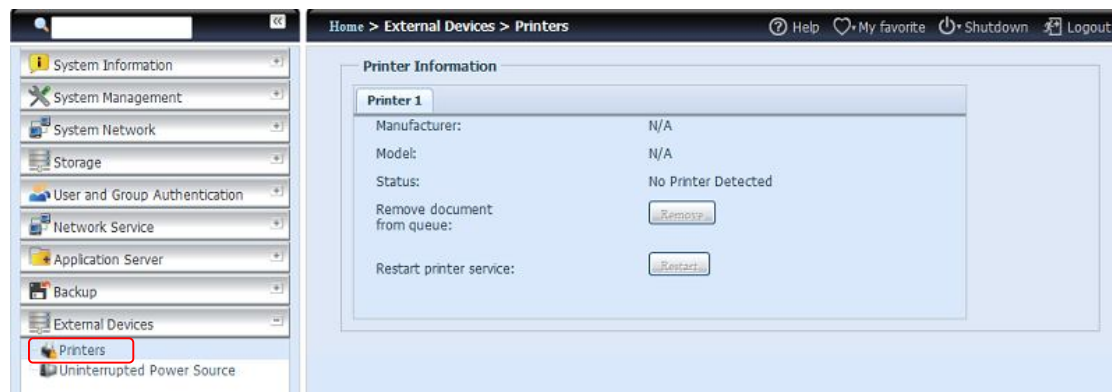 Home > External Devices > Printers
Help My favorite Shutdown Logout
System Information
System Management
System Network
Storage
User and Group Authentication
Network Service
Application Server
Backup
External Devices
Printers
Uninterrupted Power Source
Printer Information
Printer 1
Manufacturer: N/A
Model: N/A
Status: No Printer Detected
Remove document
from queue: Remove
Restart printer service: Restart